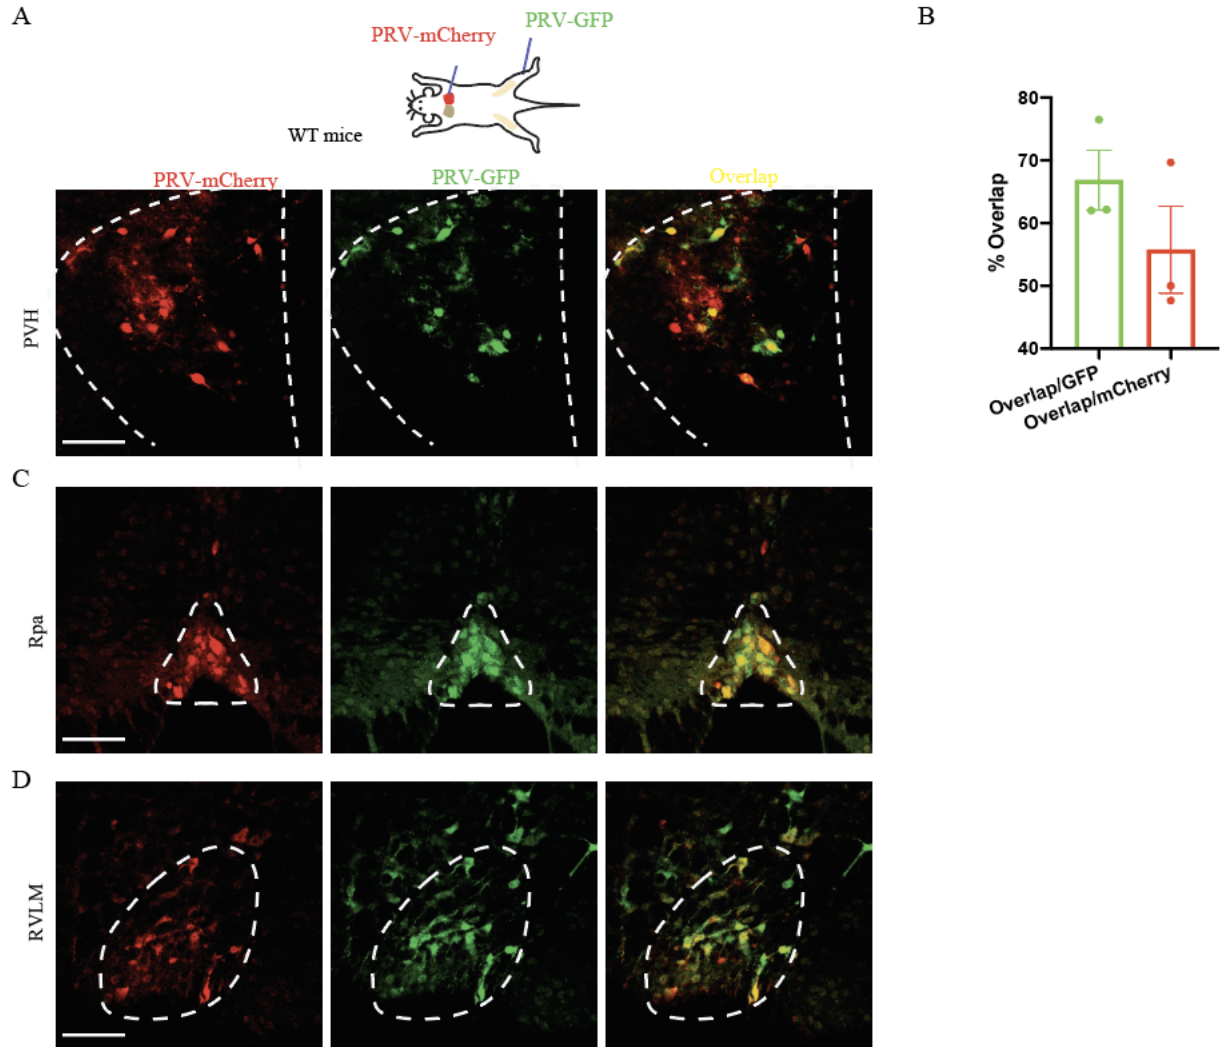 A
PRV-mCherry
PRV-GFP
WT mice
PRV-mCherry
PRV-GFP
Overlap
PVH
B
% Overlap
80
70
60
50
40
Overlap/GFP
Overlap/mCherry
C
Rpa
D
RVLM